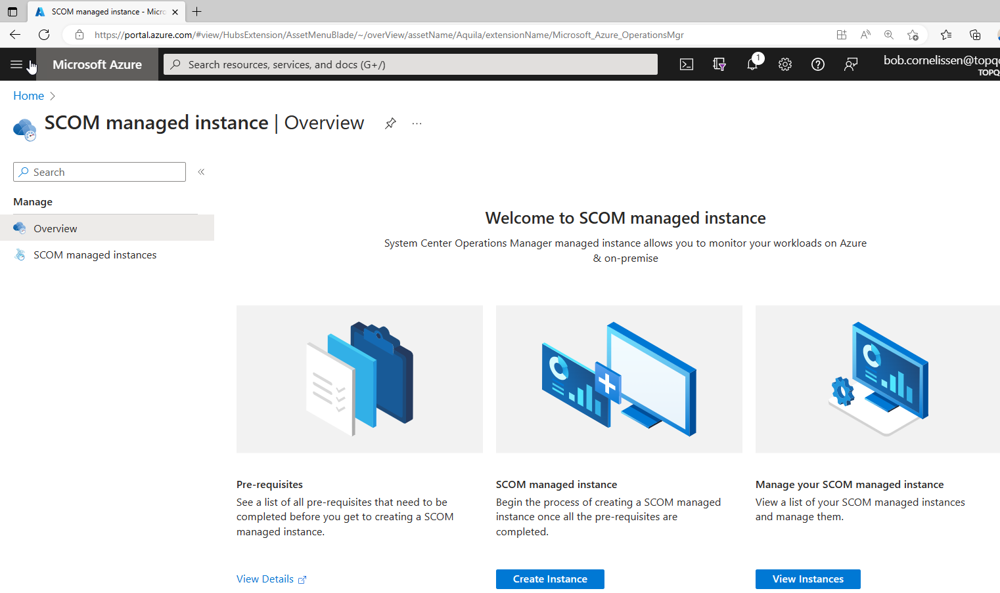 SCOM managed instance - Micro
https://portal.azure.com/#view/HubsExtension/AssetMenuBlade/~/overView/assetName/Aquila/extensionName/Microsoft_Azure_OperationsMgr
Microsoft Azure
Search resources, services, and docs (G+/)
1
bob.cornelissen@topq
TOPQ
Home
SCOM managed instance | Overview
Search
Manage
Overview
SCOM managed instances
Welcome to SCOM managed instance
System Center Operations Manager managed instance allows you to monitor your workloads on Azure
& on-premise
Pre-requisites
See a list of all pre-requisites that need to be
completed before you get to creating a SCOM
managed instance.
View Details
SCOM managed instance
Begin the process of creating a SCOM managed
instance once all the pre-requisites are
completed.
Create Instance
Manage your SCOM managed instance
View a list of your SCOM managed instances
and manage them.
View Instances